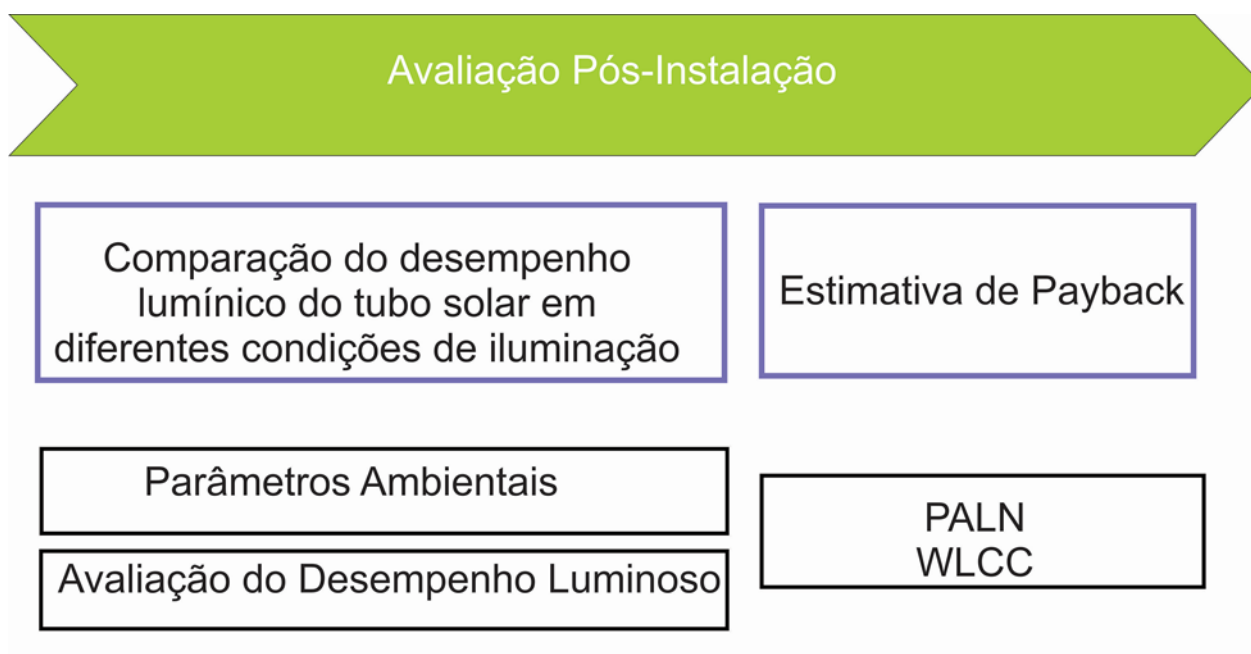 Avaliação Pós-Instalação
Comparação do desempenho
lumínico do tubo solar em
diferentes condições de iluminação
Estimativa de Payback
Parâmetros Ambientais
Avaliação do Desempenho Luminoso
PALN
WLCC